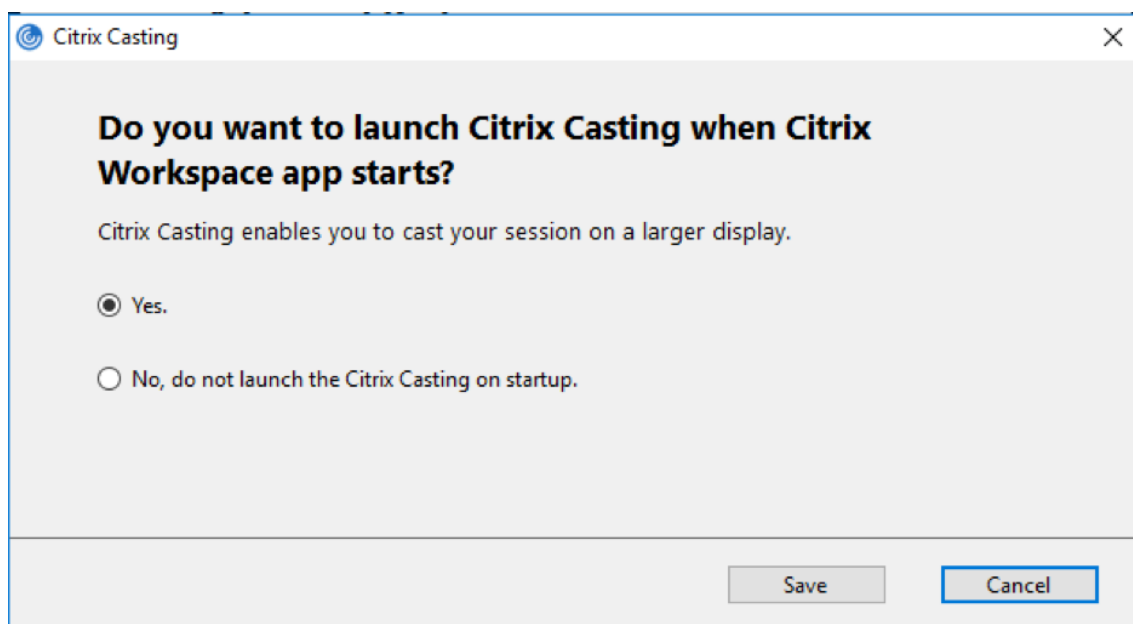 Citrix Casting
Do you want to launch Citrix Casting when Citrix
Workspace app starts?
Citrix Casting enables you to cast your session on a larger display.
Yes.
No, do not launch the Citrix Casting on startup.
Save
Cancel